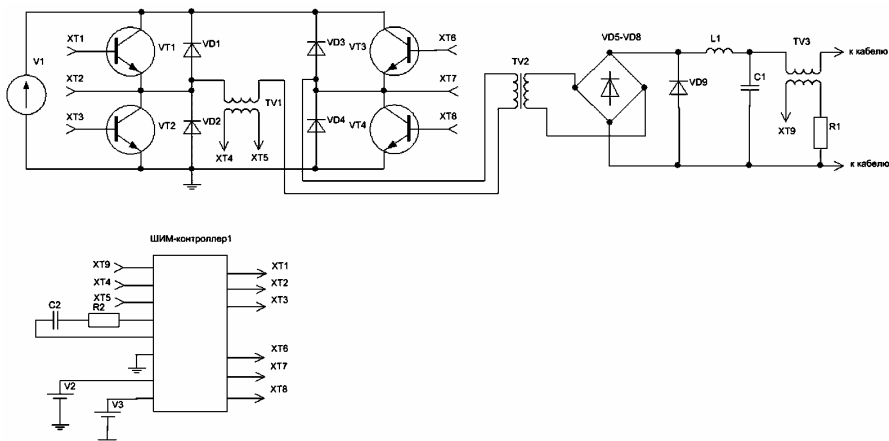 V1
XT1
XT2
XT3
VT1
VT2
VD1
VD2
XT4
XT5
TV1
VD3
VD4
VT3
VT4
XT6
XT7
XT8
TV2
VD5-VD8
VD9
L1
C1
TV3
XT9
R1
к кабелю
к кабелю
ШИМ-контроллер1
XT9
XT4
XT5
C2
R2
V2
V3
XT1
XT2
XT3
XT6
XT7
XT8